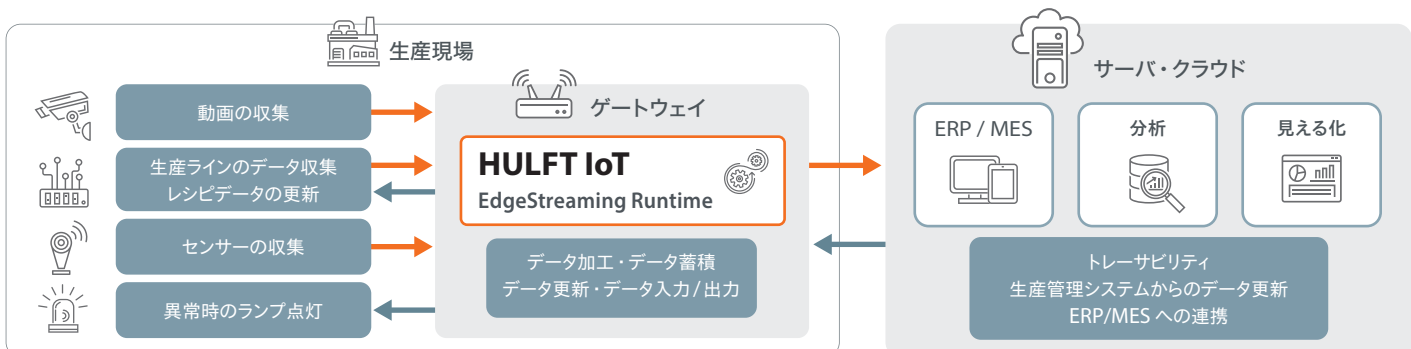 生産現場
動画の収集
生産ラインのデータ収集
レシピデータの更新
センサーの収集
異常時のランプ点灯
ゲートウェイ
HULFT IoT
EdgeStreaming Runtime
データ加工・データ蓄積
データ更新・データ入力/出力
サーバ・クラウド
ERP / MES
分析
見える化
トレーサビリティ
生産管理システムからのデータ更新
ERP/MES への連携